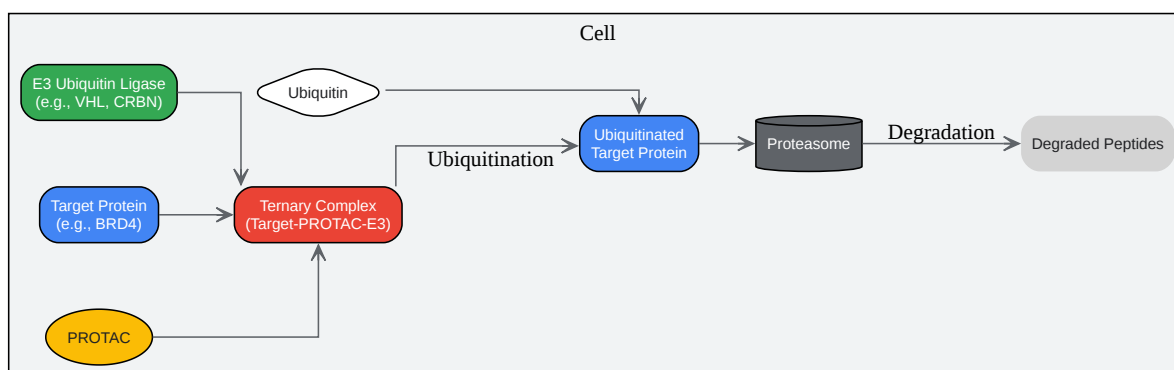 Cell
E3 Ubiquitin Ligase
(e.g., VHL, CRBN)
Ubiquitin
Ubiquitinated
Target Protein
Proteasome
Degradation
Degraded Peptides
Ubiquitination
Target Protein
(e.g., BRD4)
Ternary Complex
(Target-PROTAC-E3)
PROTAC